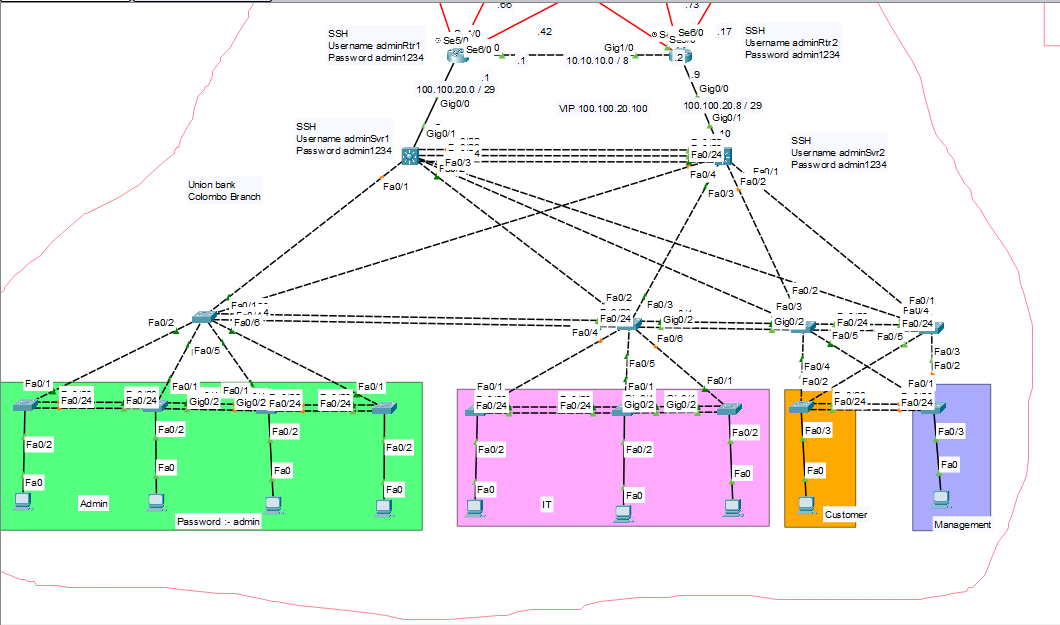 .66
.73
SSH
Username adminRtr1
Password admin1234
Se5/0
Se6/0
.42
.1
10.10.10.0 / 8
Gig1/0
.2
Se6/0
.17
SSH
Username adminRtr2
Password admin1234
.1
100.100.20.0 / 29
Gig0/0
Gig0/1
VIP 100.100.20.100
.9
Gig0/0
100.100.20.8 / 29
Gig0/1
.10
SSH
Username adminSvr1
Password admin1234
SSH
Username adminSvr2
Password admin1234
Fa0/3
Fa0/1
Fa0/24
Fa0/4
Fa0/3
Fa0/1
Fa0/2
Union bank
Colombo Branch
Fa0/2
Fa0/1
Fa0/6
Fa0/5
Fa0/2
Fa0/3
Fa0/24
Gig0/2
Fa0/4
Fa0/5
Fa0/6
Fa0/2
Fa0/3
Gig0/2
Fa0/24
Fa0/5
Fa0/5
Fa0/1
Fa0/4
Fa0/24
Fa0/4
Fa0/2
Fa0/3
Fa0/2
Fa0/1
Fa0/24
Fa0/24
Fa0/1
Gig0/2
Fa0/1
Gig0/2
Fa0/24
Fa0/24
Fa0/1
Fa0/1
Fa0/24
Fa0/24
Fa0/1
Gig0/2
Gig0/2
Fa0/1
Fa0/24
Fa0/1
Fa0/24
Fa0/2
Fa0/2
Fa0/2
Fa0/2
Fa0/2
Fa0/2
Fa0/2
Fa0/3
Fa0/3
Fa0
Fa0
Fa0
Fa0
Fa0
Fa0
Fa0
Fa0
Fa0
Admin
Password :- admin
IT
Customer
Management